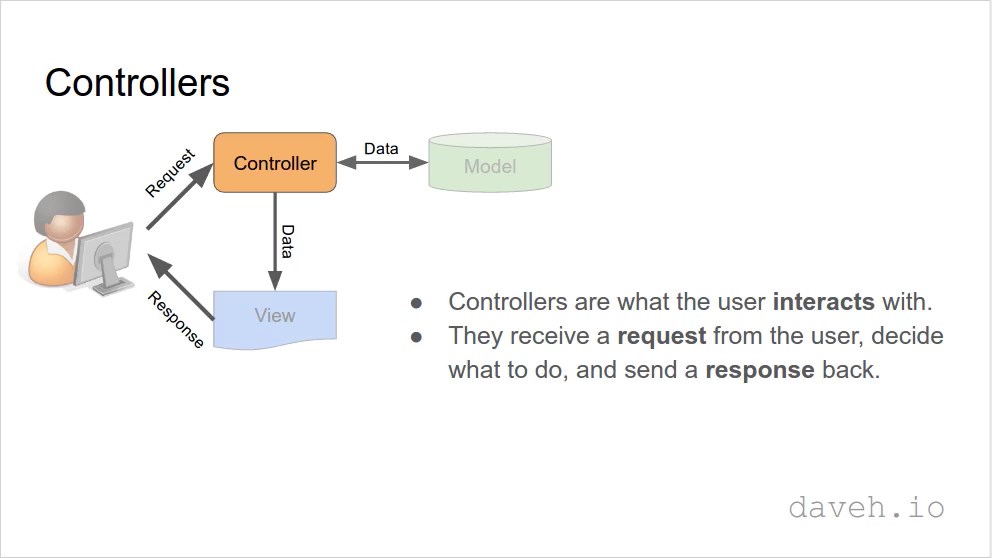 Controllers
Request
Controller
Data
Model
Data
View
Response
● Controllers are what the user interacts with.
● They receive a request from the user, decide
what to do, and send a response back.
daveh.io